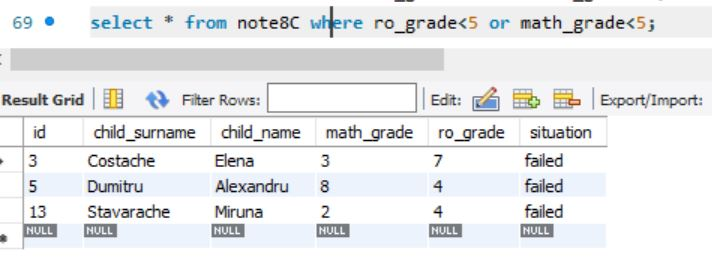 69 select * from note8C where ro_grade<5 or math_grade<5;
Result Grid Filter Rows: Edit: Export/Import:
id child_surname child_name math_grade ro_grade situation
3 Costache Elena 3 7 failed
5 Dumitru Alexandru 8 4 failed
13 Stavarache Miruna 2 4 failed
NULL NULL NULL NULL NULL NULL